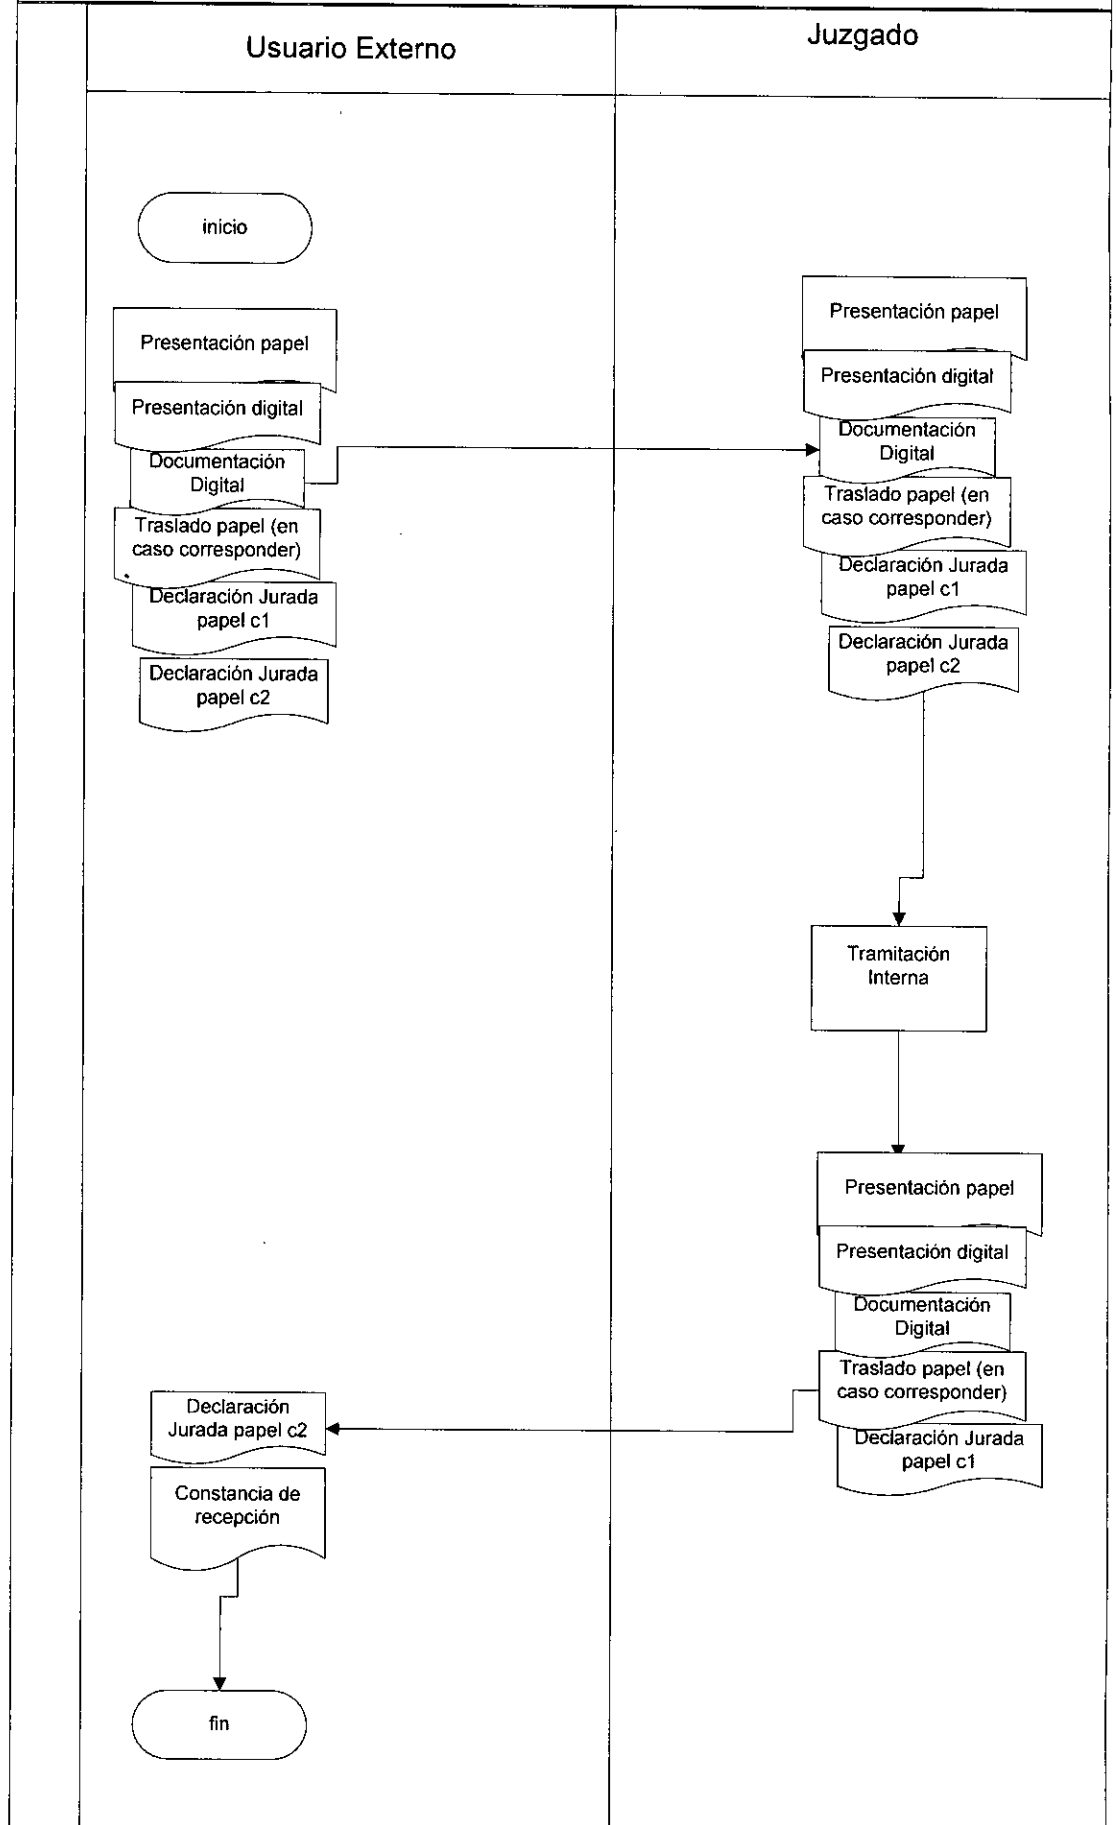 Usuario Externo
Juzgado
inicio
Presentación papel
Presentación digital
Documentación
Digital
Traslado papel (en
caso corresponder)
Declaración Jurada
papel c1
Declaración Jurada
papel c2
Presentación papel
Presentación digital
Documentación
Digital
Traslado papel (en
caso corresponder)
Declaración Jurada
papel c1
Declaración Jurada
papel c2
Tramitación
Interna
Presentación papel
Presentación digital
Documentación
Digital
Traslado papel (en
caso corresponder)
Declaración Jurada
papel c1
Declaración
Jurada papel c2
Constancia de
recepción
fin